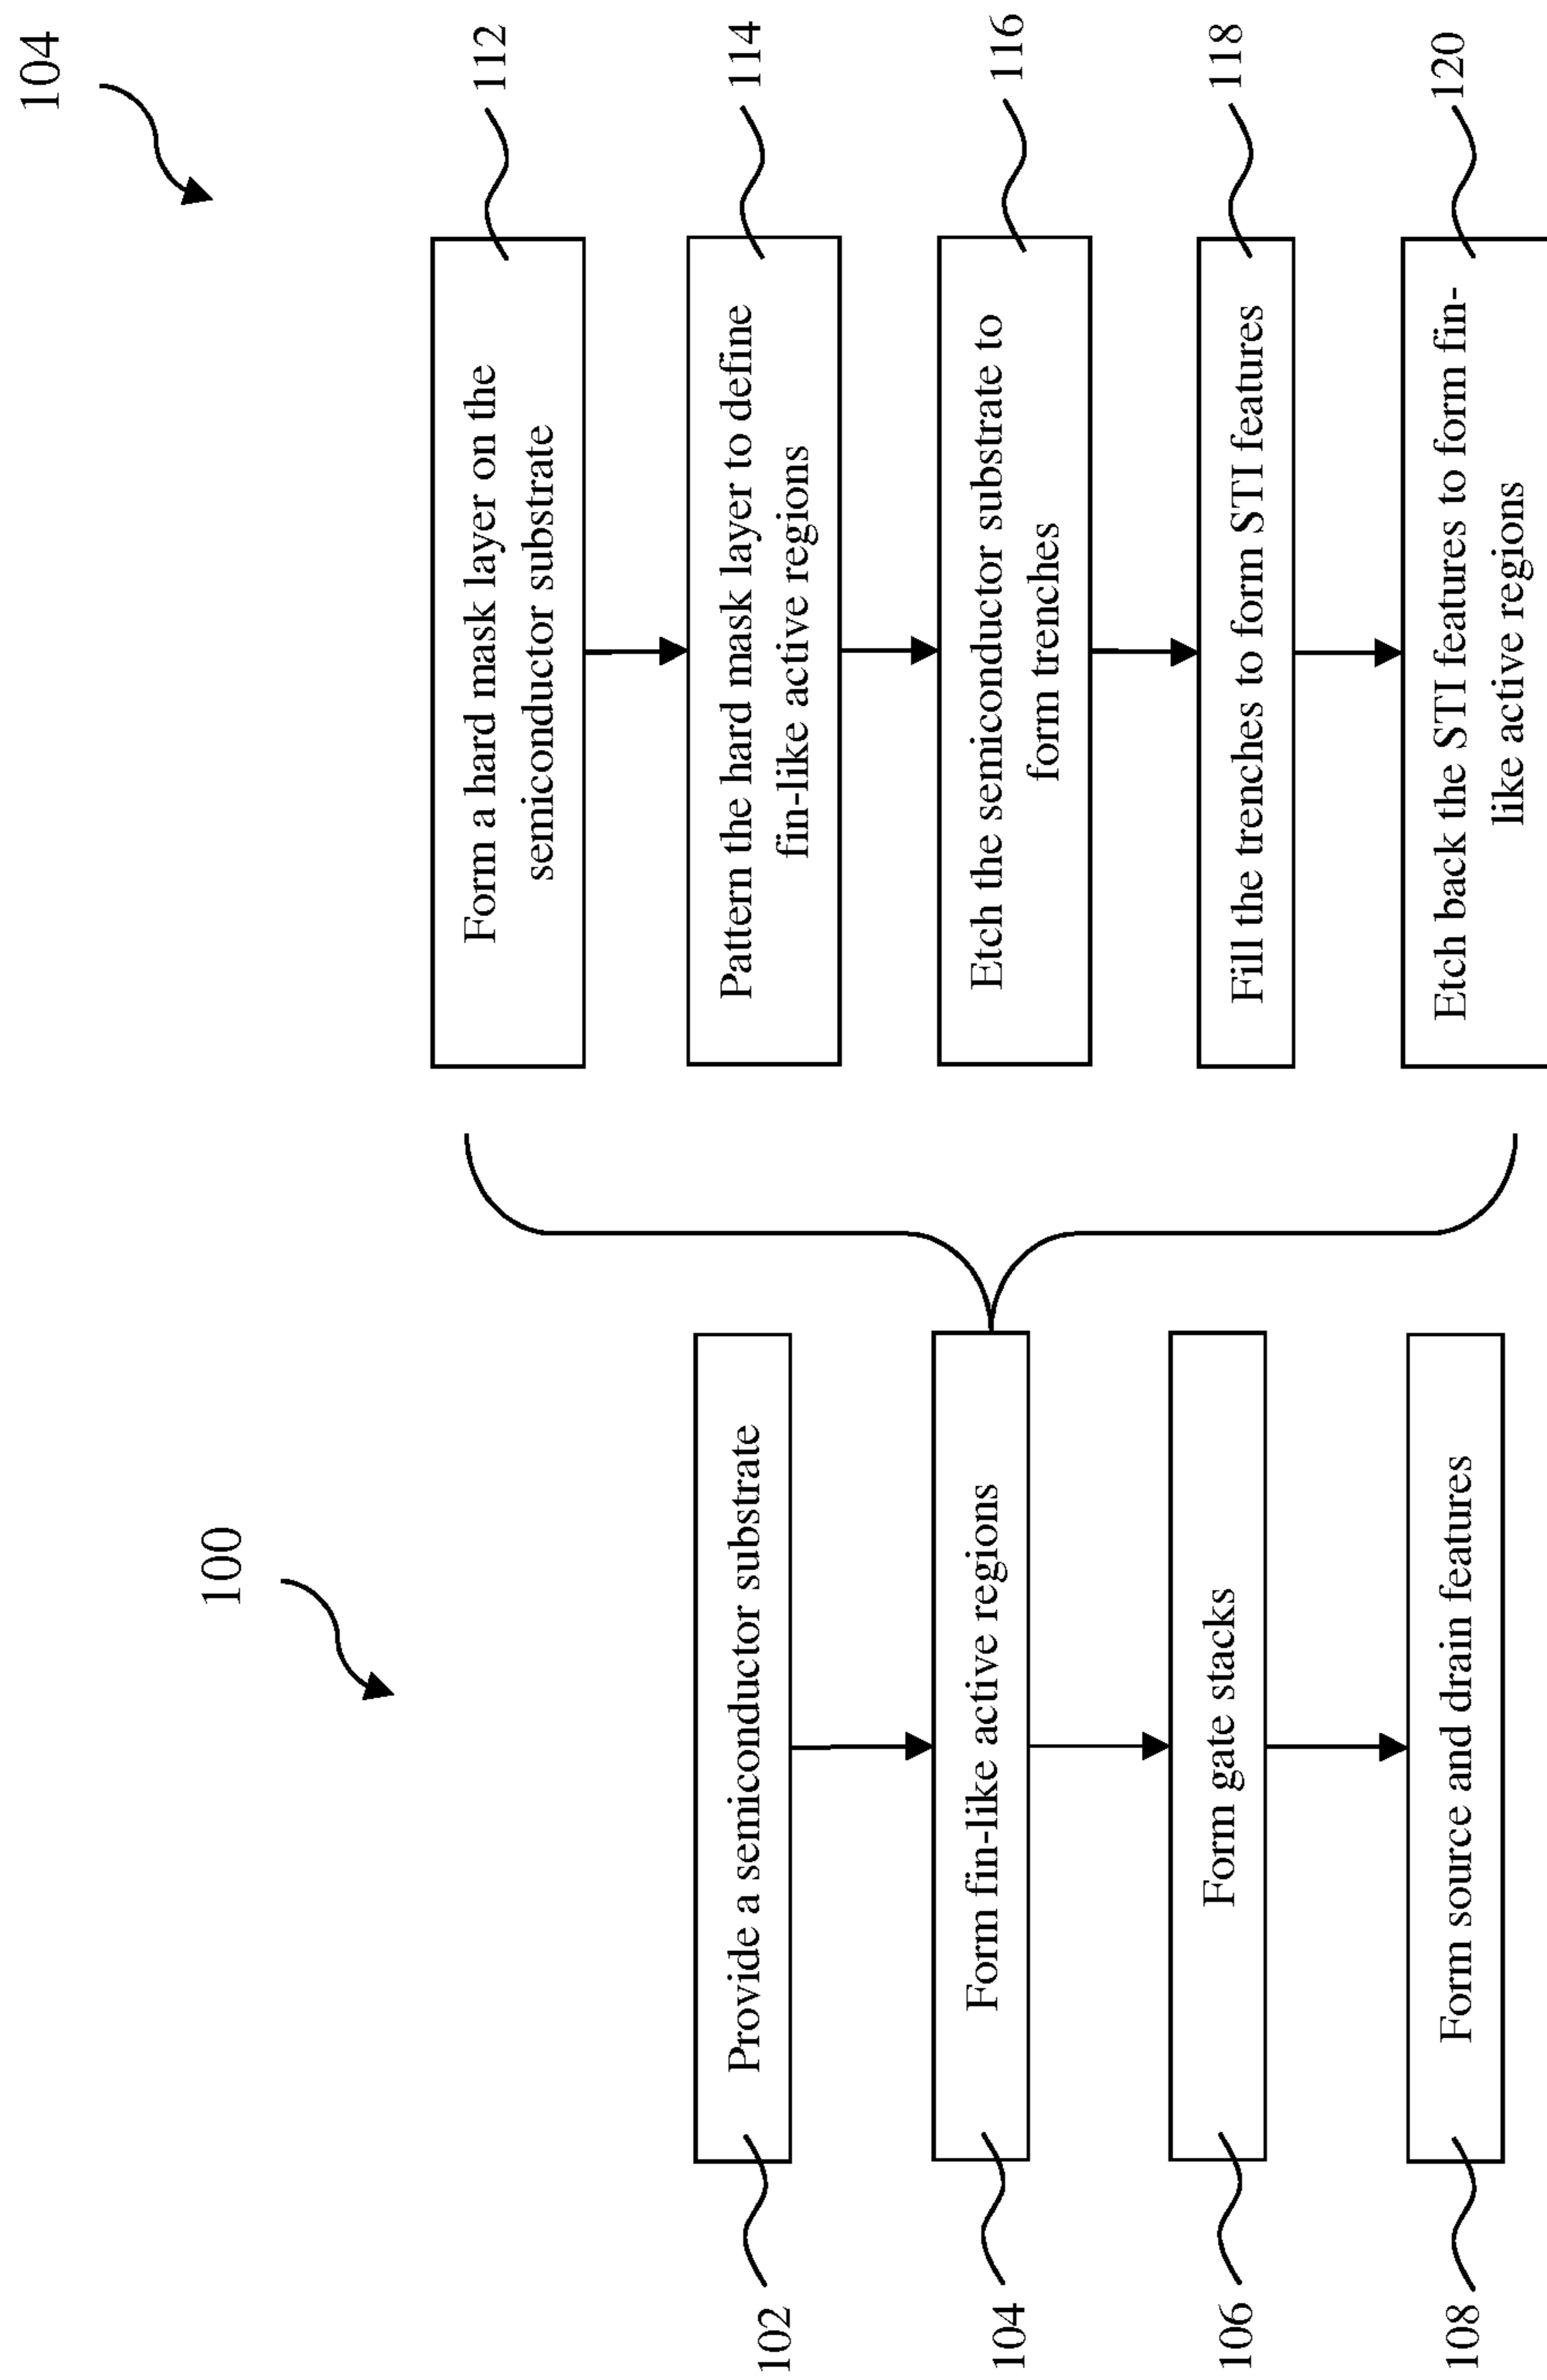 100
102
Provide a semiconductor substrate
104
Form fin-like active regions
106
Form gate stacks
108
Form source and drain features
104
Form a hard mask layer on the
semiconductor substrate
112
Pattern the hard mask layer to define
fin-like active regions
114
Etch the semiconductor substrate to
form trenches
116
Fill the trenches to form STI features
118
Etch back the STI features to form fin-
like active regions
120